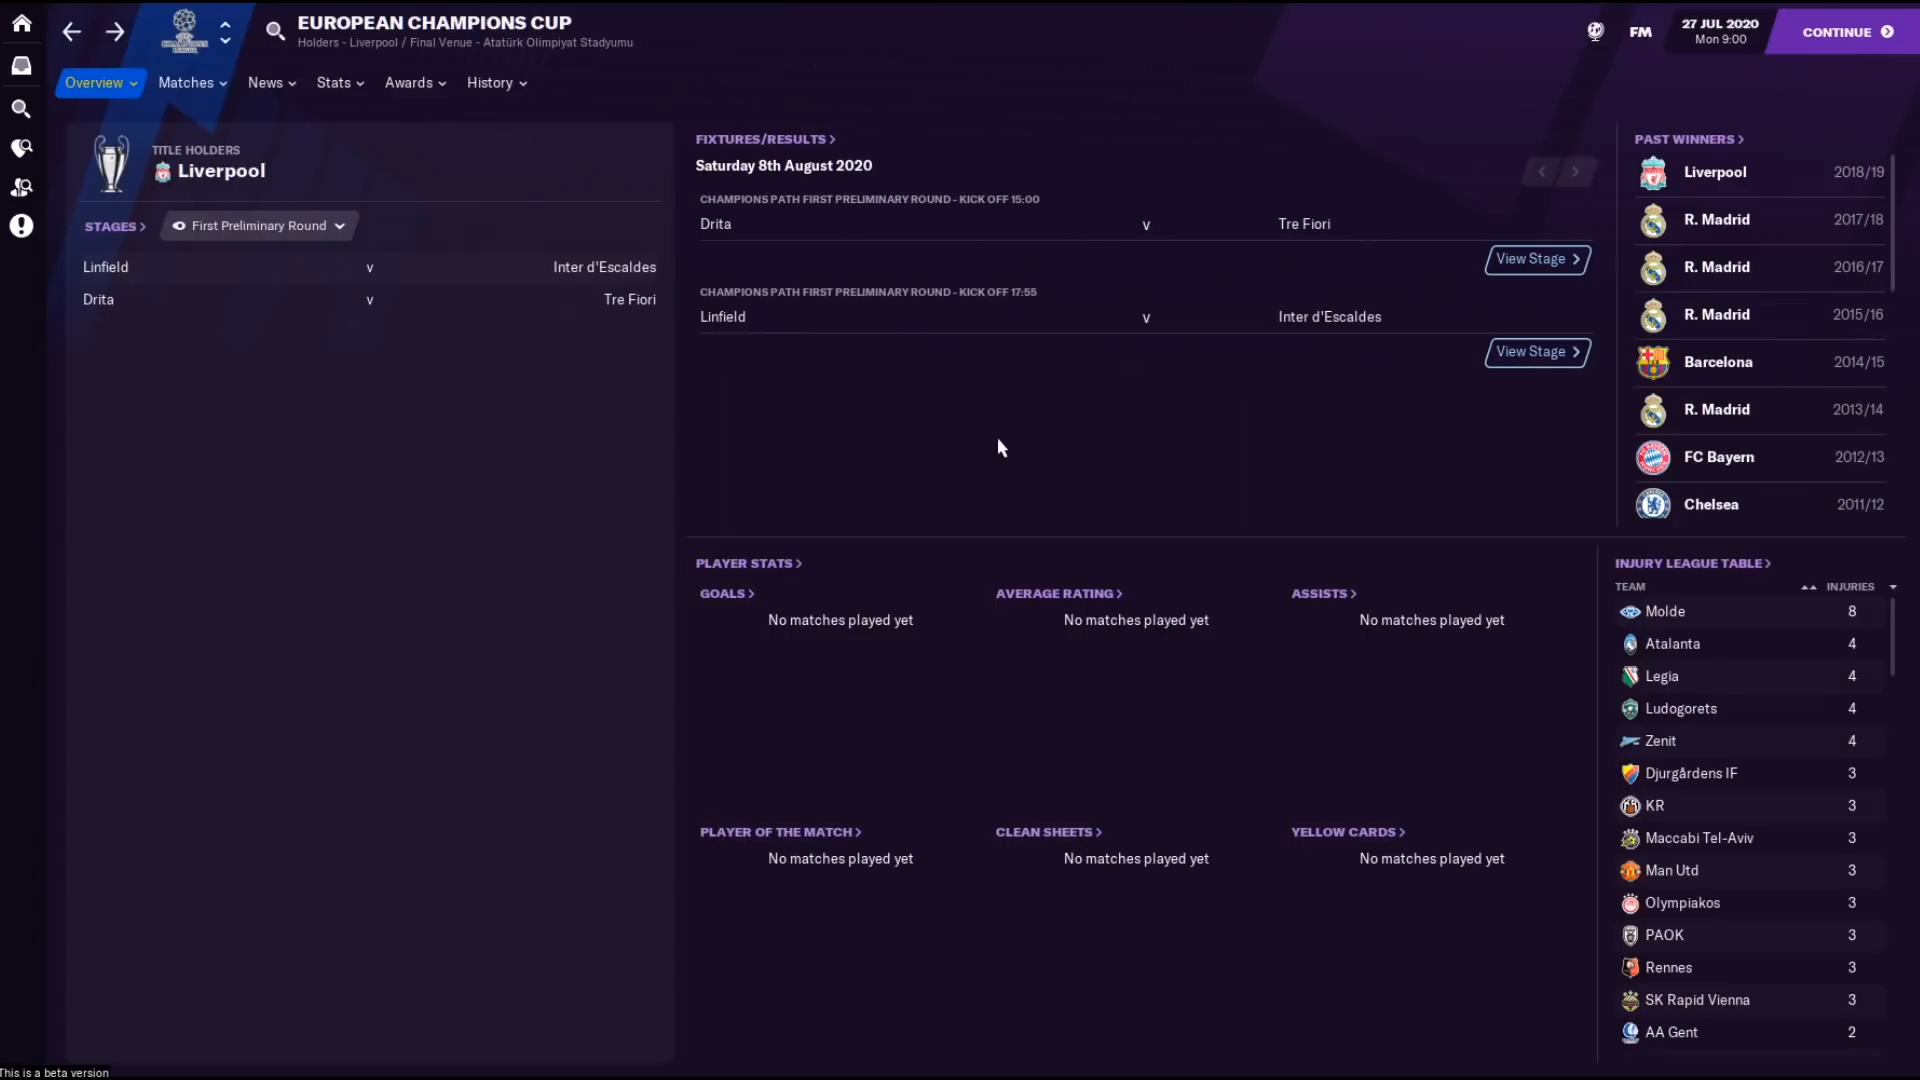 EUROPEAN CHAMPIONS CUP
Holders - Liverpool / Final Venue - Atatürk Olimpiyat Stadyumu
FM
27 JUL 2020
Mon 9:00
CONTINUE
Overview
Matches
News
Stats
Awards
History
TITLE HOLDERS
Liverpool
STAGES
First Preliminary Round
Linfield v Inter d'Escaldes
Drita v Tre Fiori
FIXTURES/RESULTS
Saturday 8th August 2020
CHAMPIONS PATH FIRST PRELIMINARY ROUND - KICK OFF 15:00
Drita v Tre Fiori
View Stage
CHAMPIONS PATH FIRST PRELIMINARY ROUND - KICK OFF 17:55
Linfield v Inter d'Escaldes
View Stage
PAST WINNERS
Liverpool 2018/19
R. Madrid 2017/18
R. Madrid 2016/17
R. Madrid 2015/16
Barcelona 2014/15
R. Madrid 2013/14
FC Bayern 2012/13
Chelsea 2011/12
PLAYER STATS
GOALS
No matches played yet
AVERAGE RATING
No matches played yet
ASSISTS
No matches played yet
PLAYER OF THE MATCH
No matches played yet
CLEAN SHEETS
No matches played yet
YELLOW CARDS
No matches played yet
INJURY LEAGUE TABLE
TEAM INJURIES
Molde 8
Atalanta 4
Legia 4
Ludogorets 4
Zenit 4
Djurgårdens IF 3
KR 3
Maccabi Tel-Aviv 3
Man Utd 3
Olympiakos 3
PAOK 3
Rennes 3
SK Rapid Vienna 3
AA Gent 2
This is a beta version